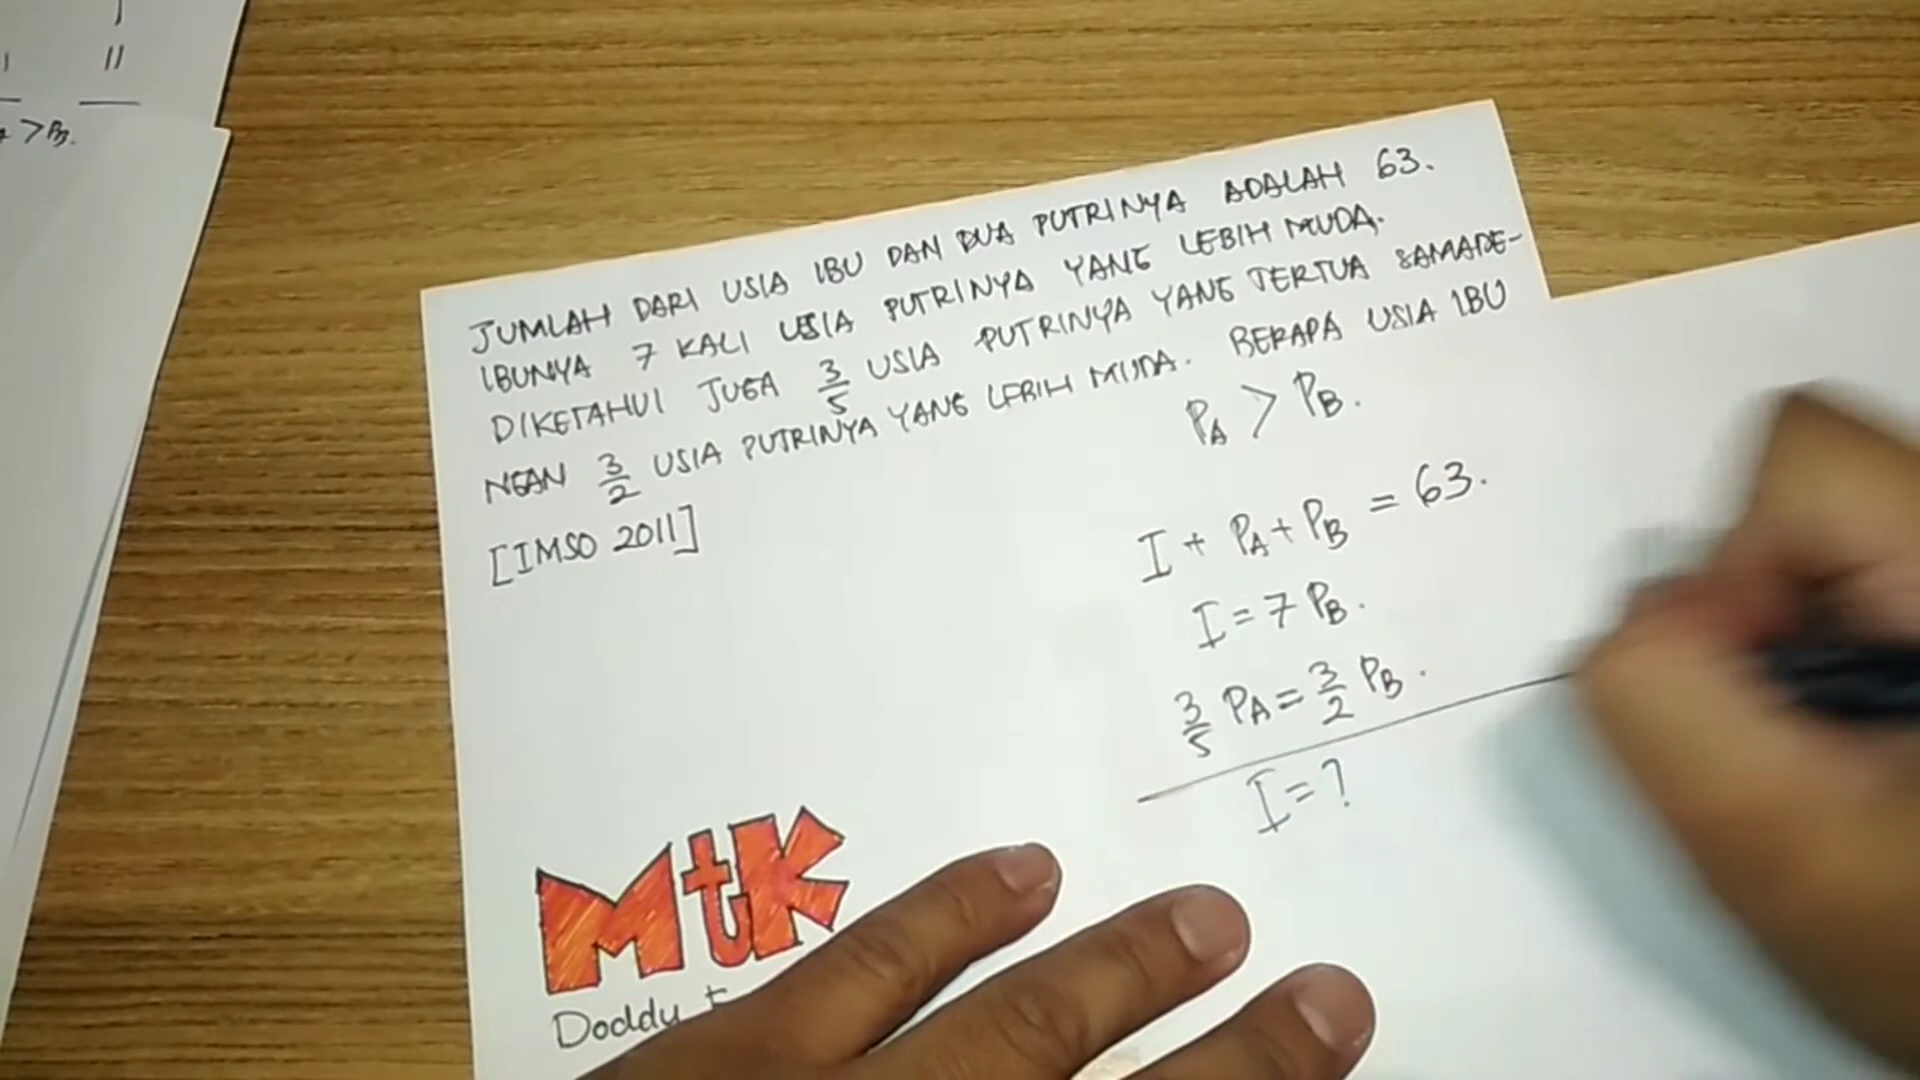 11
> PB.
JUMLAH DARI USIA IBU DAN DUA PUTRINYA ADALAH 63.
IBUNYA 7 KALI USIA PUTRINYA YANG LEBIH MUDA.
DIKETAHUI JUGA 3/5 USIA PUTRINYA YANG TERTUA SAMADE-
NGAN 3/2 USIA PUTRINYA YANG LEBIH MUDA. BERAPA USIA IBU
[IMSO 2011]
PA > PB.
I + PA + PB = 63.
I = 7 PB.
3/5 PA = 3/2 PB.
I = ?
MtK
Doddy